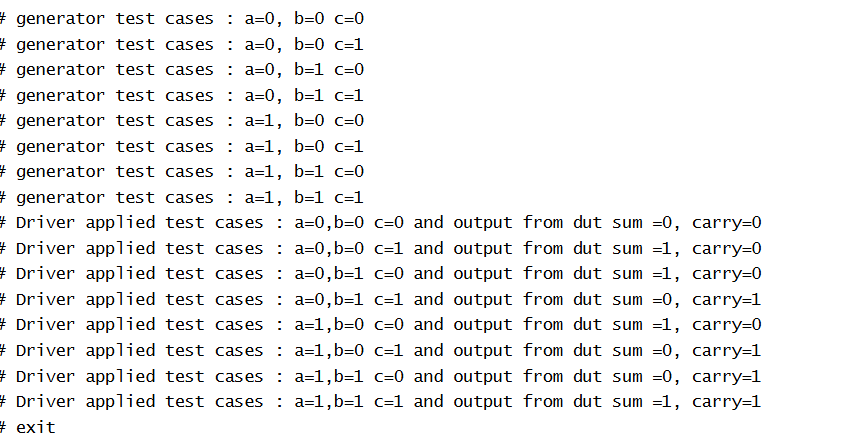 # generator test cases : a=0, b=0 c=0
# generator test cases : a=0, b=0 c=1
# generator test cases : a=0, b=1 c=0
# generator test cases : a=0, b=1 c=1
# generator test cases : a=1, b=0 c=0
# generator test cases : a=1, b=0 c=1
# generator test cases : a=1, b=1 c=0
# generator test cases : a=1, b=1 c=1
# Driver applied test cases : a=0,b=0 c=0 and output from dut sum =0, carry=0
# Driver applied test cases : a=0,b=0 c=1 and output from dut sum =1, carry=0
# Driver applied test cases : a=0,b=1 c=0 and output from dut sum =1, carry=0
# Driver applied test cases : a=0,b=1 c=1 and output from dut sum =0, carry=1
# Driver applied test cases : a=1,b=0 c=0 and output from dut sum =1, carry=0
# Driver applied test cases : a=1,b=0 c=1 and output from dut sum =0, carry=1
# Driver applied test cases : a=1,b=1 c=0 and output from dut sum =0, carry=1
# Driver applied test cases : a=1,b=1 c=1 and output from dut sum =1, carry=1
# exit